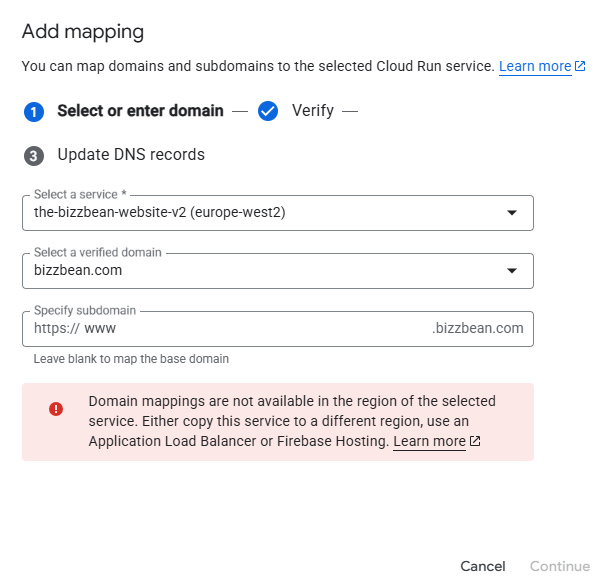 Add mapping
You can map domains and subdomains to the selected Cloud Run service. Learn more
1 Select or enter domain — Verify —
3 Update DNS records
Select a service *
the-bizzbean-website-v2 (europe-west2)
Select a verified domain
bizzbean.com
Specify subdomain
https:// www .bizzbean.com
Leave blank to map the base domain
Domain mappings are not available in the region of the selected
service. Either copy this service to a different region, use an
Application Load Balancer or Firebase Hosting. Learn more
Cancel Continue